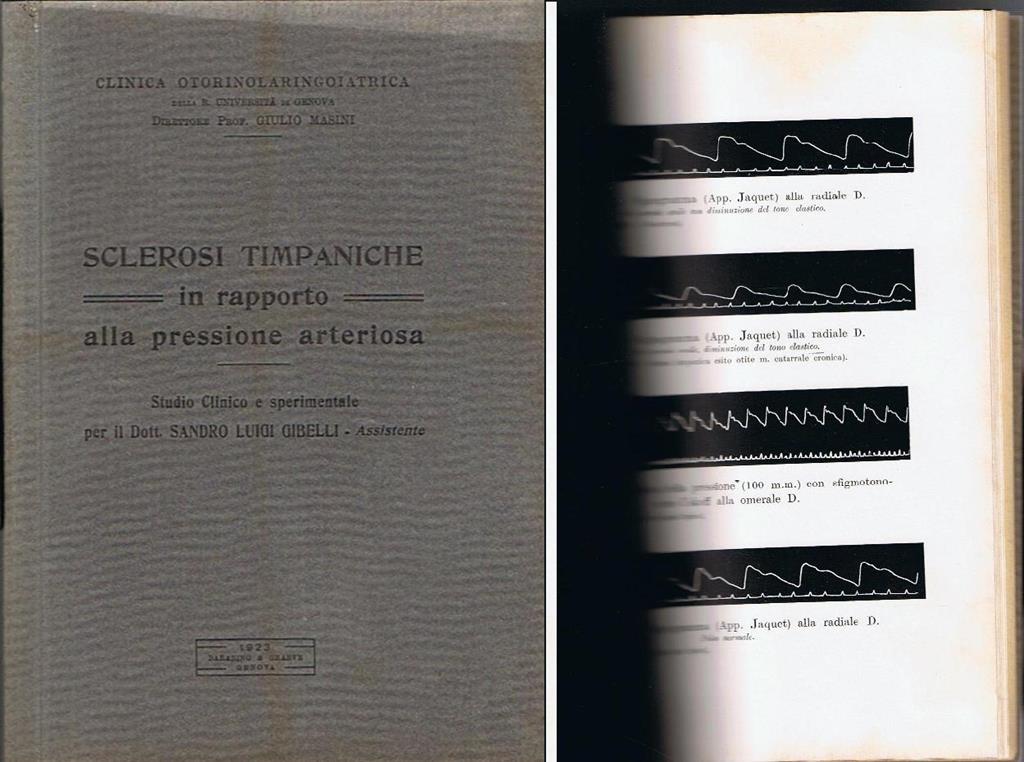 CLINICA OTORINOLARINGOIATRICA
DELLA R. UNIVERSITÀ DI GENOVA
DIRETTORE PROF. GIULIO MASINI
SCLEROSI TIMPANICHE
in rapporto
alla pressione arteriosa
Studio Clinico e sperimentale
per il Dott. SANDRO LUIGI GIBELLI - Assistente
1923
GENOVA
(App. Jaquet) alla radiale D.
diminuzione del tono elastico.
(App. Jaquet) alla radiale D.
diminuzione del tono elastico.
esito otite m. catarrale cronica).
pressione (100 m.m.) con sfigmotono-
alla omerale D.
(App. Jaquet) alla radiale D.
normale.